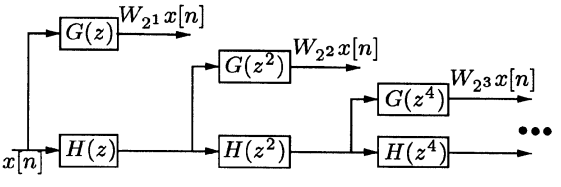 G(z) W_{2^1}x[n]
G(z^2) W_{2^2}x[n]
G(z^4) W_{2^3}x[n]
x[n] H(z) H(z^2) H(z^4) •••